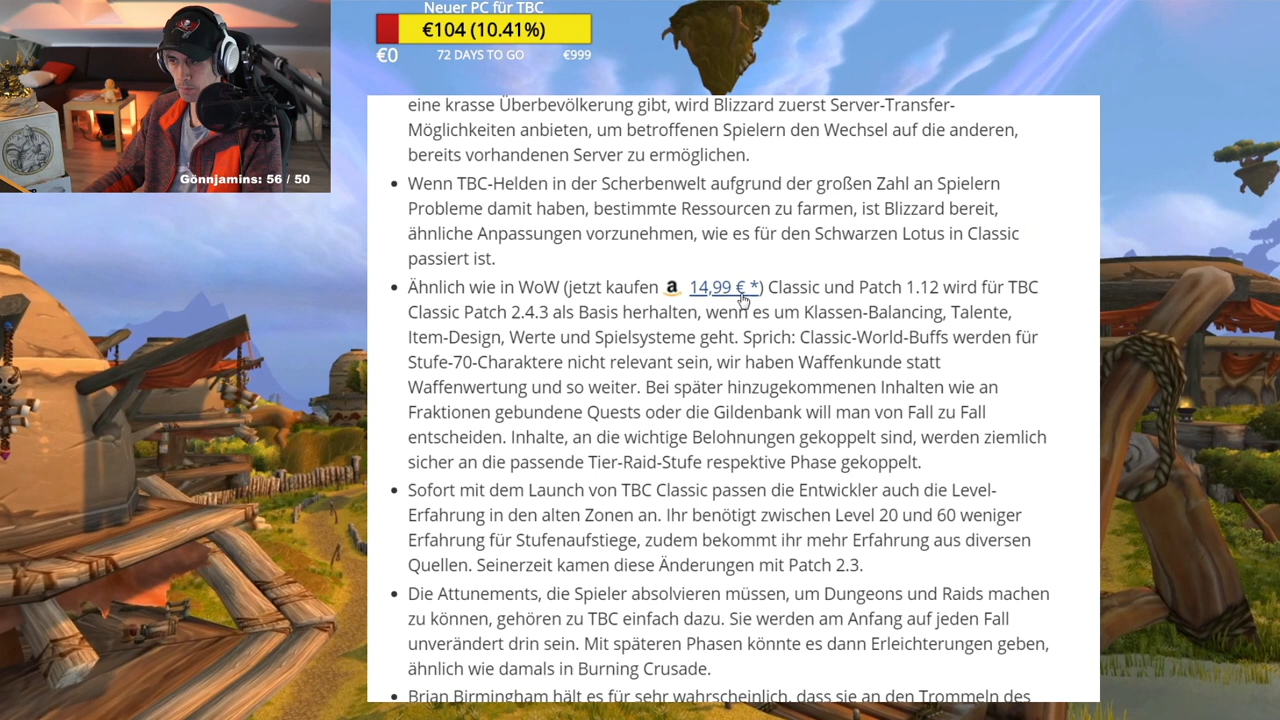 Neuer PC für TBC
€104 (10.41%)
€0 72 DAYS TO GO €999
Gönnjamins: 56 / 50
eine krasse Überbevölkerung gibt, wird Blizzard zuerst Server-Transfer-
Möglichkeiten anbieten, um betroffenen Spielern den Wechsel auf die anderen,
bereits vorhandenen Server zu ermöglichen.
• Wenn TBC-Helden in der Scherbenwelt aufgrund der großen Zahl an Spielern
Probleme damit haben, bestimmte Ressourcen zu farmen, ist Blizzard bereit,
ähnliche Anpassungen vorzunehmen, wie es für den Schwarzen Lotus in Classic
passiert ist.
• Ähnlich wie in WoW (jetzt kaufen a 14,99 € *) Classic und Patch 1.12 wird für TBC
Classic Patch 2.4.3 als Basis herhalten, wenn es um Klassen-Balancing, Talente,
Item-Design, Werte und Spielsysteme geht. Sprich: Classic-World-Buffs werden für
Stufe-70-Charaktere nicht relevant sein, wir haben Waffenkunde statt
Waffenwertung und so weiter. Bei später hinzugekommenen Inhalten wie an
Fraktionen gebundene Quests oder die Gildenbank will man von Fall zu Fall
entscheiden. Inhalte, an die wichtige Belohnungen gekoppelt sind, werden ziemlich
sicher an die passende Tier-Raid-Stufe respektive Phase gekoppelt.
• Sofort mit dem Launch von TBC Classic passen die Entwickler auch die Level-
Erfahrung in den alten Zonen an. Ihr benötigt zwischen Level 20 und 60 weniger
Erfahrung für Stufenaufstiege, zudem bekommt ihr mehr Erfahrung aus diversen
Quellen. Seinerzeit kamen diese Änderungen mit Patch 2.3.
• Die Attunements, die Spieler absolvieren müssen, um Dungeons und Raids machen
zu können, gehören zu TBC einfach dazu. Sie werden am Anfang auf jeden Fall
unverändert drin sein. Mit späteren Phasen könnte es dann Erleichterungen geben,
ähnlich wie damals in Burning Crusade.
• Brian Birmingham hält es für sehr wahrscheinlich, dass sie an den Trommeln des